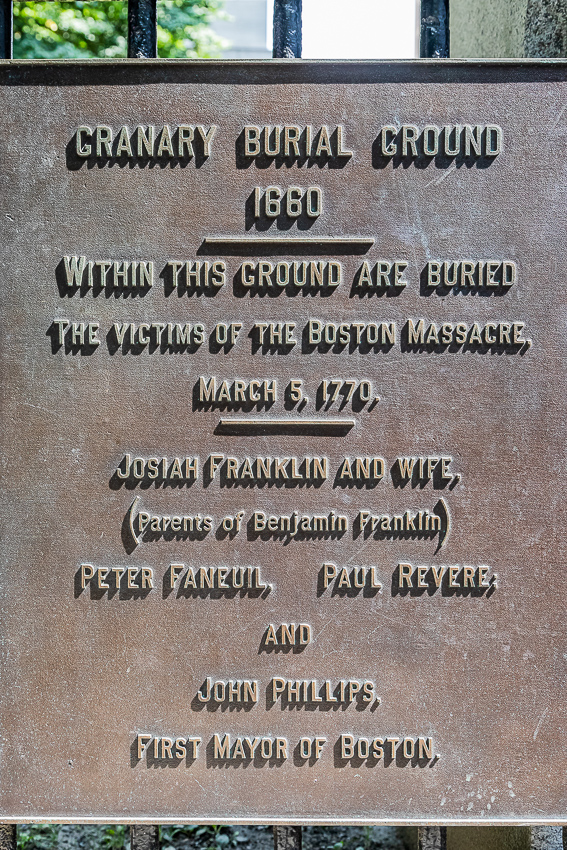 GRANARY BURIAL GROUND
1660
WITHIN THIS GROUND ARE BURIED
THE VICTIMS OF THE BOSTON MASSACRE,
MARCH 5, 1770.
JOSIAH FRANKLIN AND WIFE,
(Parents of Benjamin Franklin)
PETER FANEUIL, PAUL REVERE;
AND
JOHN PHILLIPS,
FIRST MAYOR OF BOSTON.